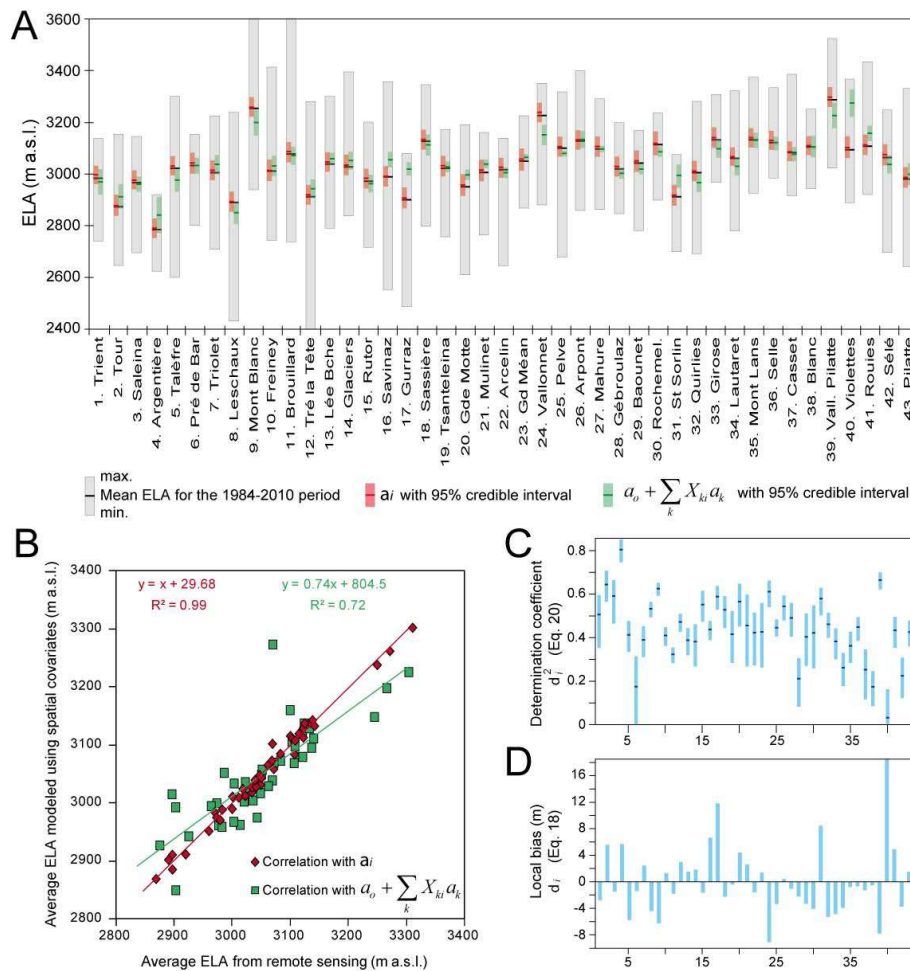 A
ELA (m a.s.l.)
3600
3400
3200
3000
2800
2600
2400
1. Trient
2. Tour
3. Saleina
4. Argentière
5. Talèfre
6. Pré de Bar
7. Triolet
8. Leschaux
9. Mont Blanc
10. Freiney
11. Brouillard
12. Tré la Tête
13. Lée Bche
14. Glaciers
15. Rutor
16. Savinaz
17. Gurraz
18. Sassière
19. Tsanteleina
20. Gde Motte
21. Mulinet
22. Arcelin
23. Gd Méan
24. Vallonnet
25. Pelve
26. Arpont
27. Mahure
28. Gébroulaz
29. Baounet
30. Rochemel.
31. St Sorlin
32. Quirlies
33. Girose
34. Lautaret
35. Mont Lans
36. Selle
37. Casset
38. Blanc
39. Vall. Pilatte
40. Violettes
41. Rouies
42. Sélé
43. Pilatte
max.
Mean ELA for the 1984-2010 period
min.
ai with 95% credible interval
ao + ∑k Xki ak with 95% credible interval
B
Average ELA modeled using spatial covariates (m a.s.l.)
y = x + 29.68
R² = 0.99
y = 0.74x + 804.5
R² = 0.72
3400
3300
3200
3100
3000
2900
2800
Correlation with ai
Correlation with ao + ∑k Xki ak
2800 2900 3000 3100 3200 3300 3400
Average ELA from remote sensing (m a.s.l.)
C
Determination coefficient
di² (Eq. 20)
0.8
0.6
0.4
0.2
0
5 15 25 35
D
Local bias (m)
di (Eq. 18)
16
12
8
4
0
-4
-8
5 15 25 35